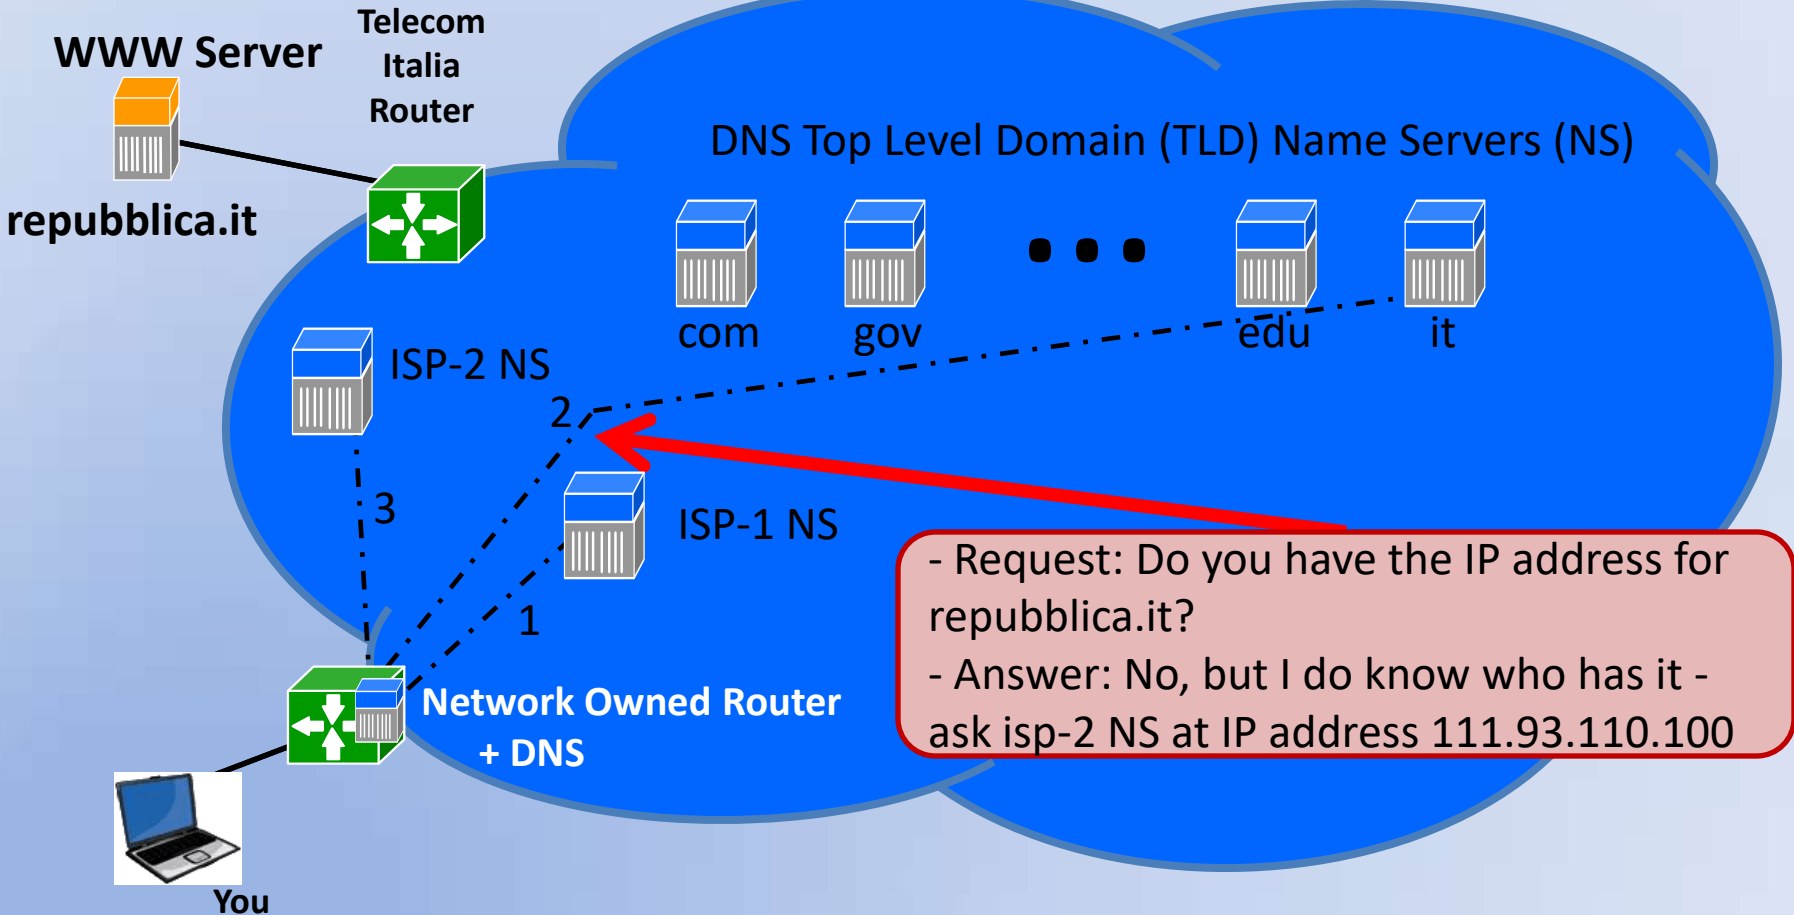 Telecom
Italia
Router
WWW Server
repubblica.it
DNS Top Level Domain (TLD) Name Servers (NS)
com
gov
edu
it
ISP-2 NS
2
3
ISP-1 NS
1
- Request: Do you have the IP address for
repubblica.it?
- Answer: No, but I do know who has it -
ask isp-2 NS at IP address 111.93.110.100
Network Owned Router
+ DNS
You